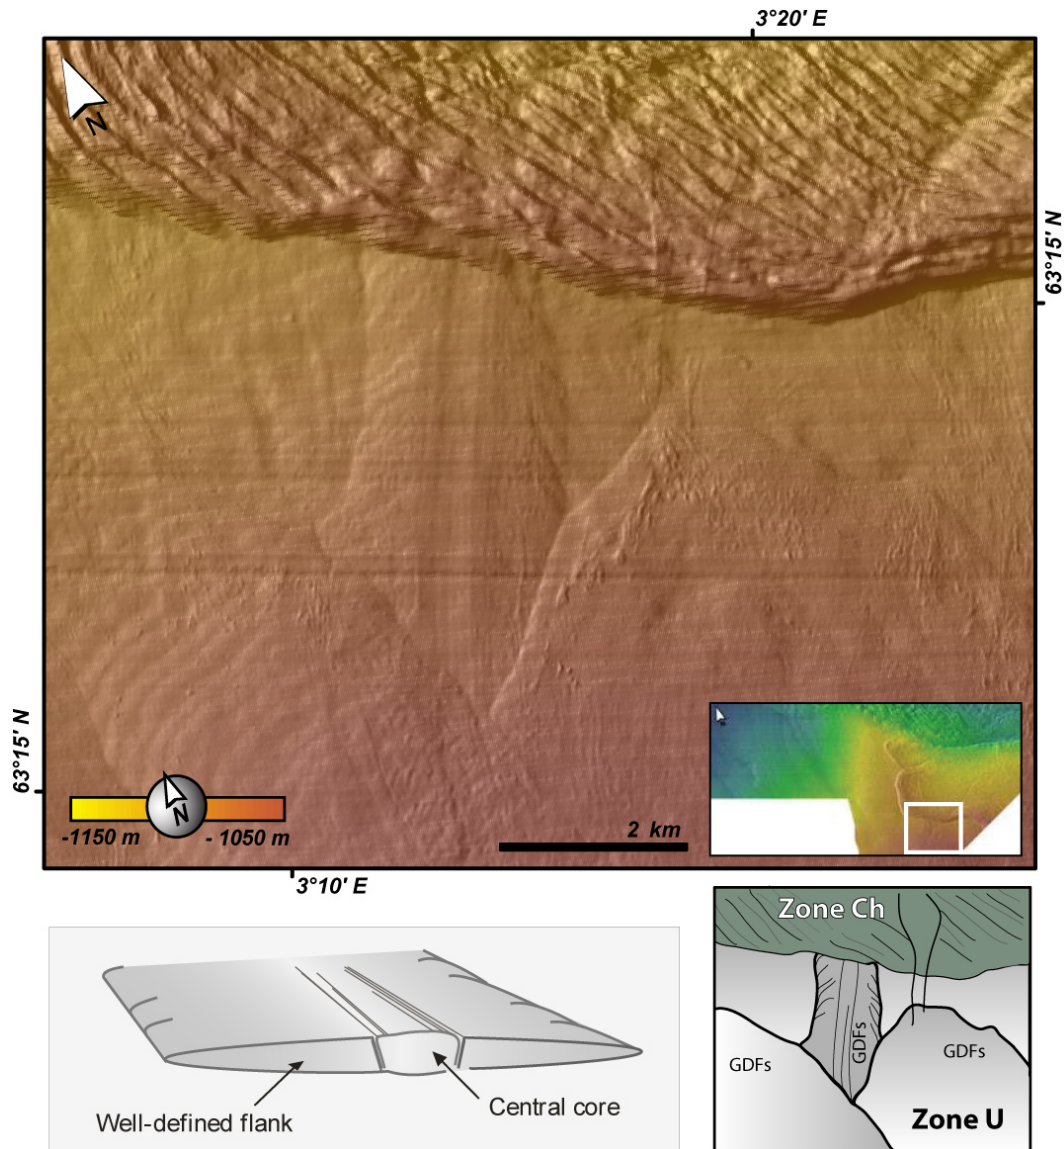 3°20' E
N
63°15' N
63°15' N
N
-1150 m
- 1050 m
2 km
3°10' E
Zone Ch
GDFs
GDFs
GDFs
Zone U
Well-defined flank
Central core